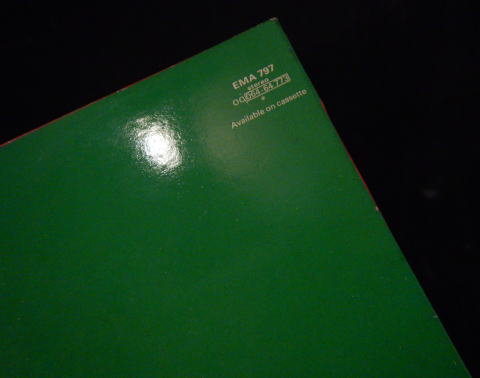 EMA 797
stereo
OC 064-64 773
*
Available on cassette